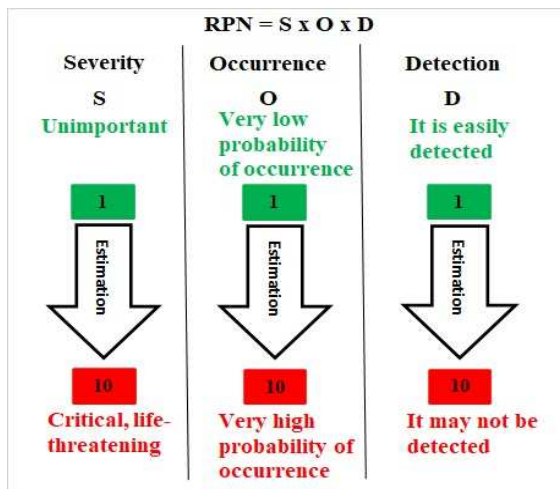 RPN = S x O x D
Severity
S
Unimportant
1
Estimation
10
Critical, life-
threatening
Occurrence
O
Very low
probability
of occurrence
1
Estimation
10
Very high
probability of
occurrence
Detection
D
It is easily
detected
1
Estimation
10
It may not be
detected